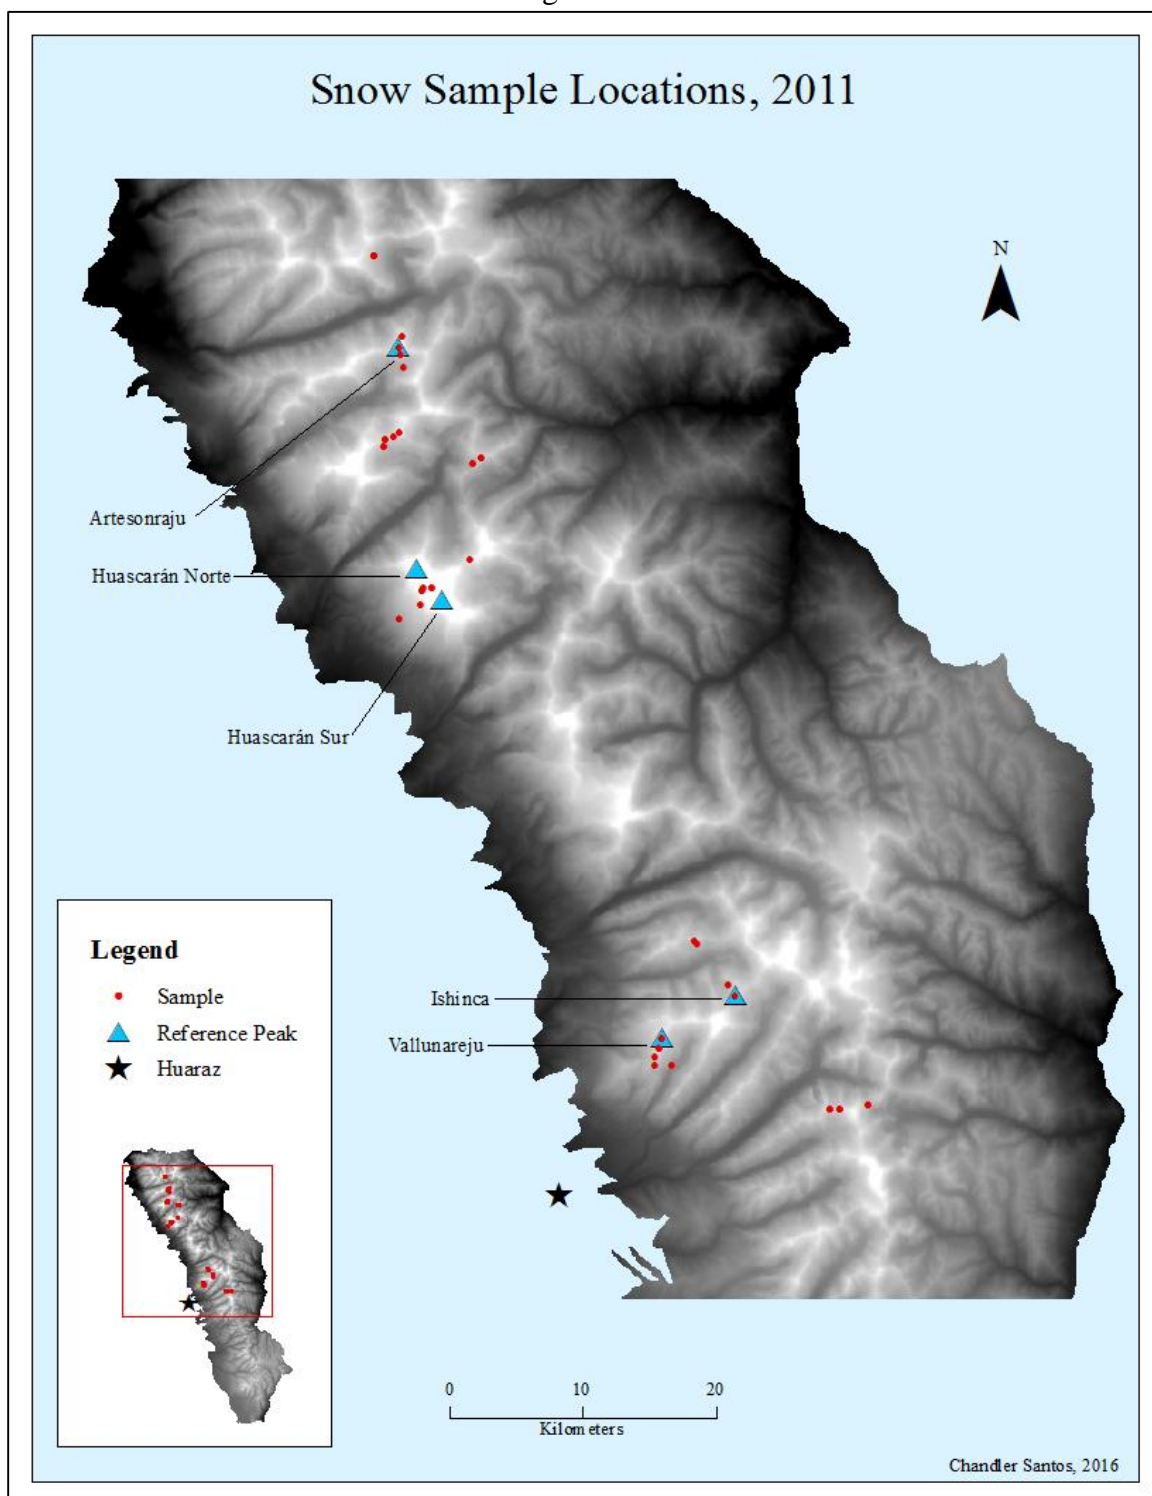 Snow Sample Locations, 2011
N
Artesonraju
Huascarán Norte
Huascarán Sur
Ishinca
Vallunareju
Legend
Sample
Reference Peak
Huaraz
0 10 20
Kilometers
Chandler Santos, 2016